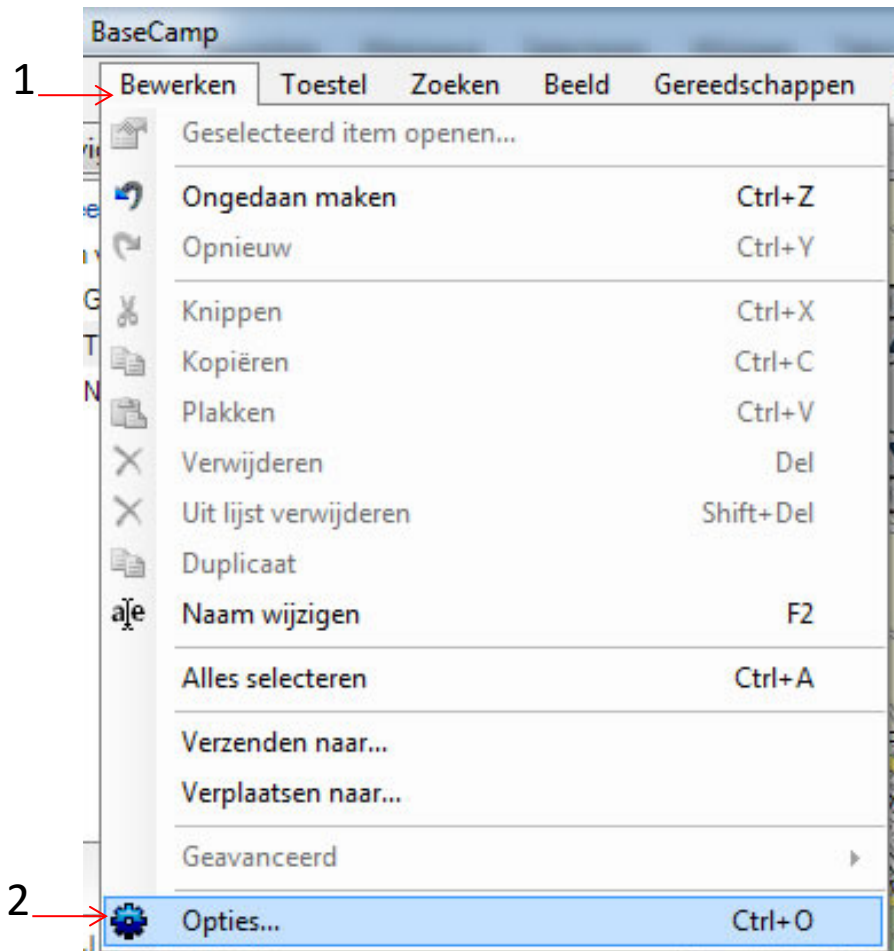 BaseCamp
1
Bewerken Toestel Zoeken Beeld Gereedschappen
Geselecteerd item openen...
Ongedaan maken Ctrl+Z
Opnieuw Ctrl+Y
Knippen Ctrl+X
Kopiëren Ctrl+C
Plakken Ctrl+V
Verwijderen Del
Uit lijst verwijderen Shift+Del
Duplicaat
Naam wijzigen F2
Alles selecteren Ctrl+A
Verzenden naar...
Verplaatsen naar...
Geavanceerd
2
Opties... Ctrl+O